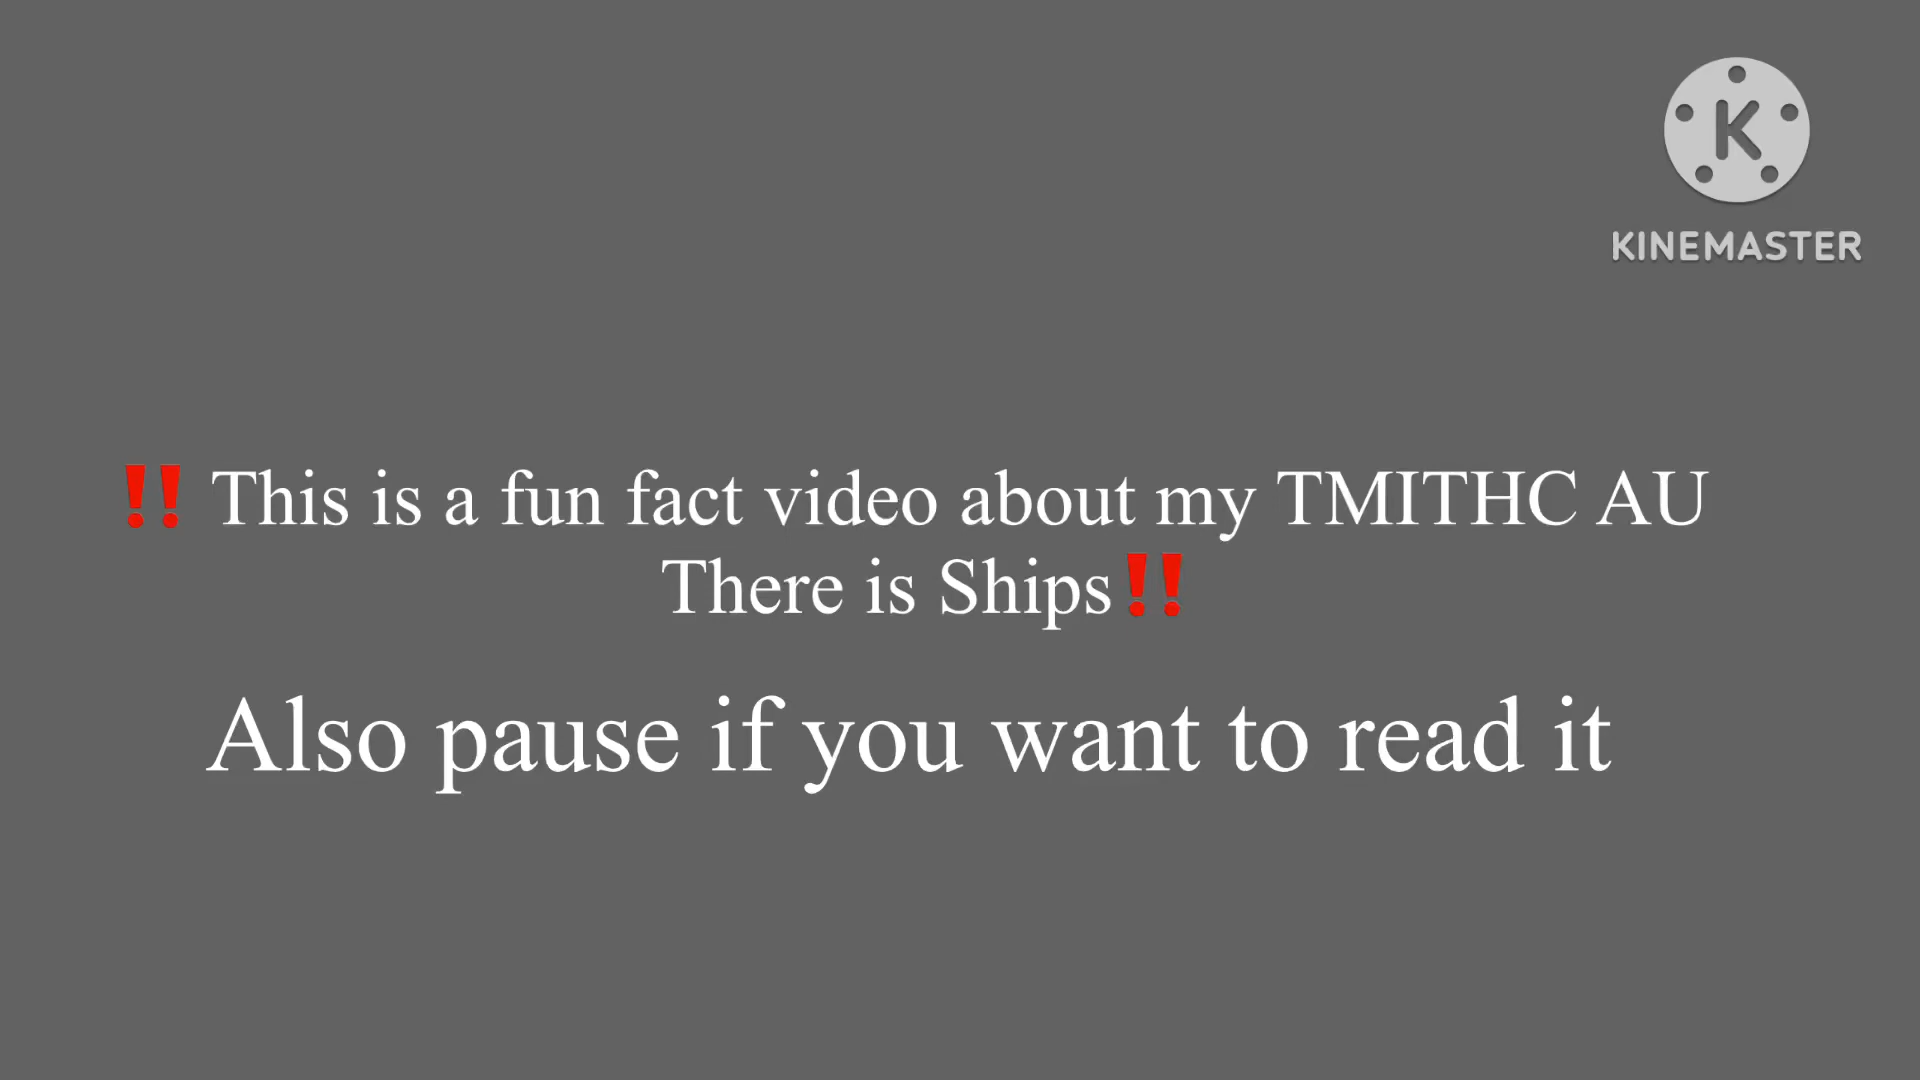 K
KINEMASTER
‼️ This is a fun fact video about my TMITHC AU
There is Ships‼️
Also pause if you want to read it